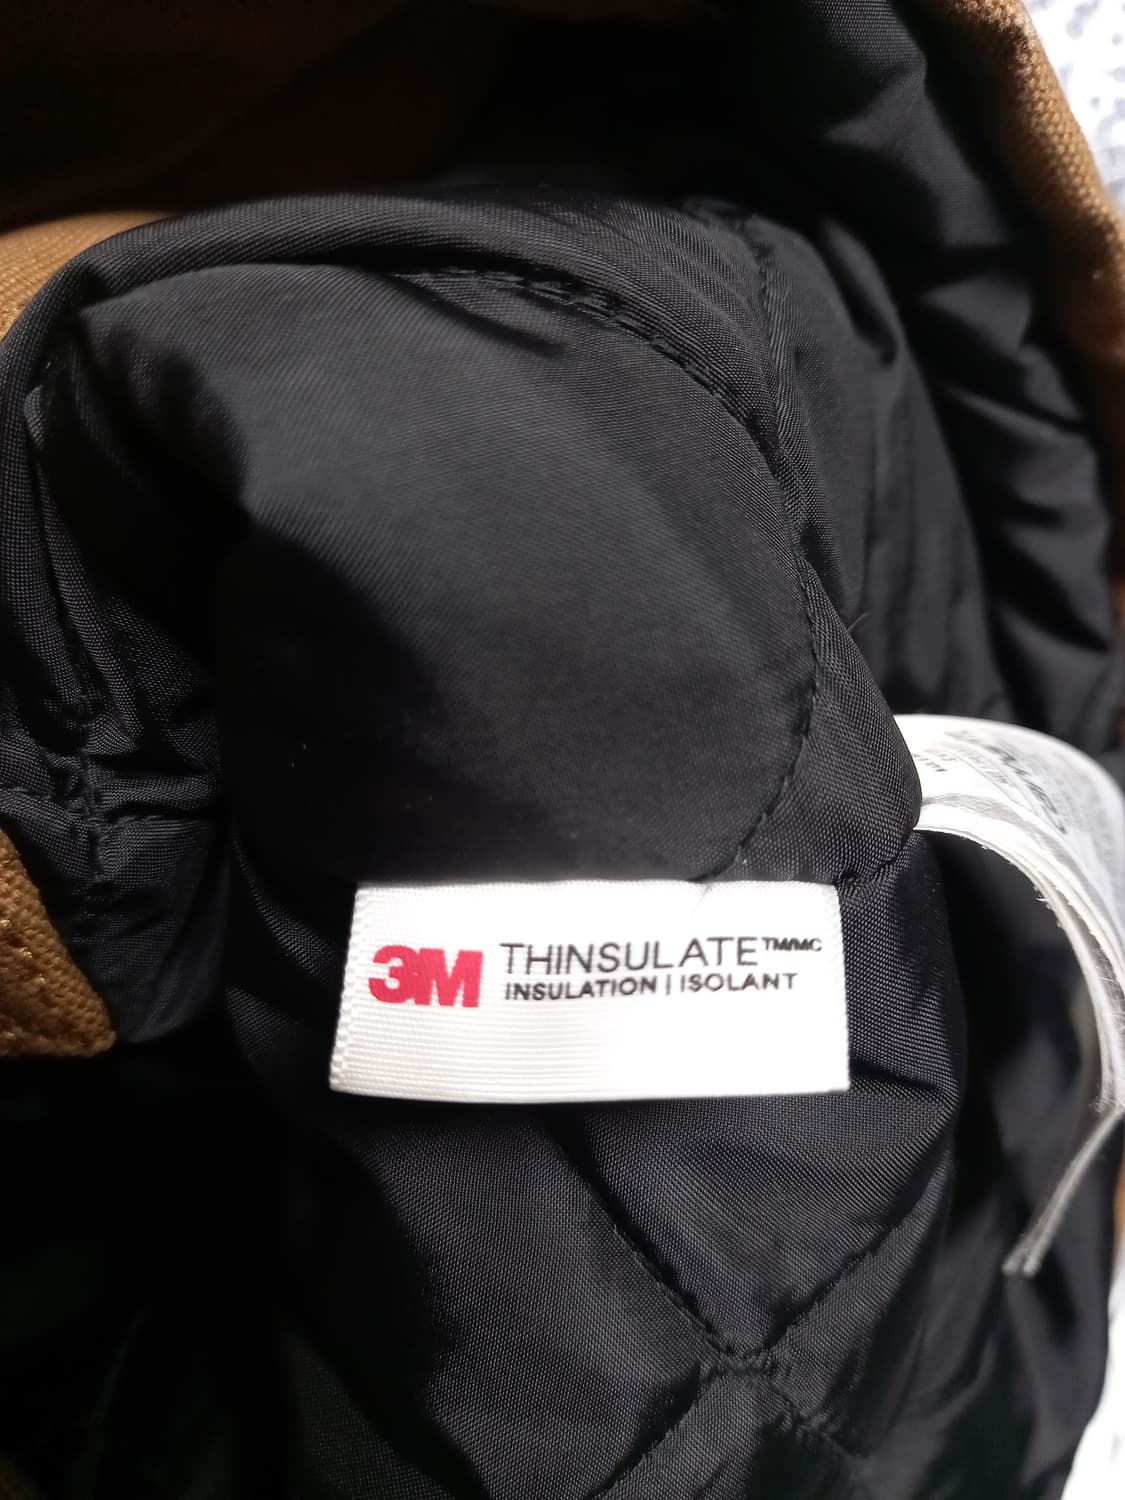 3M THINSULATE™/MC
INSULATION | ISOLANT